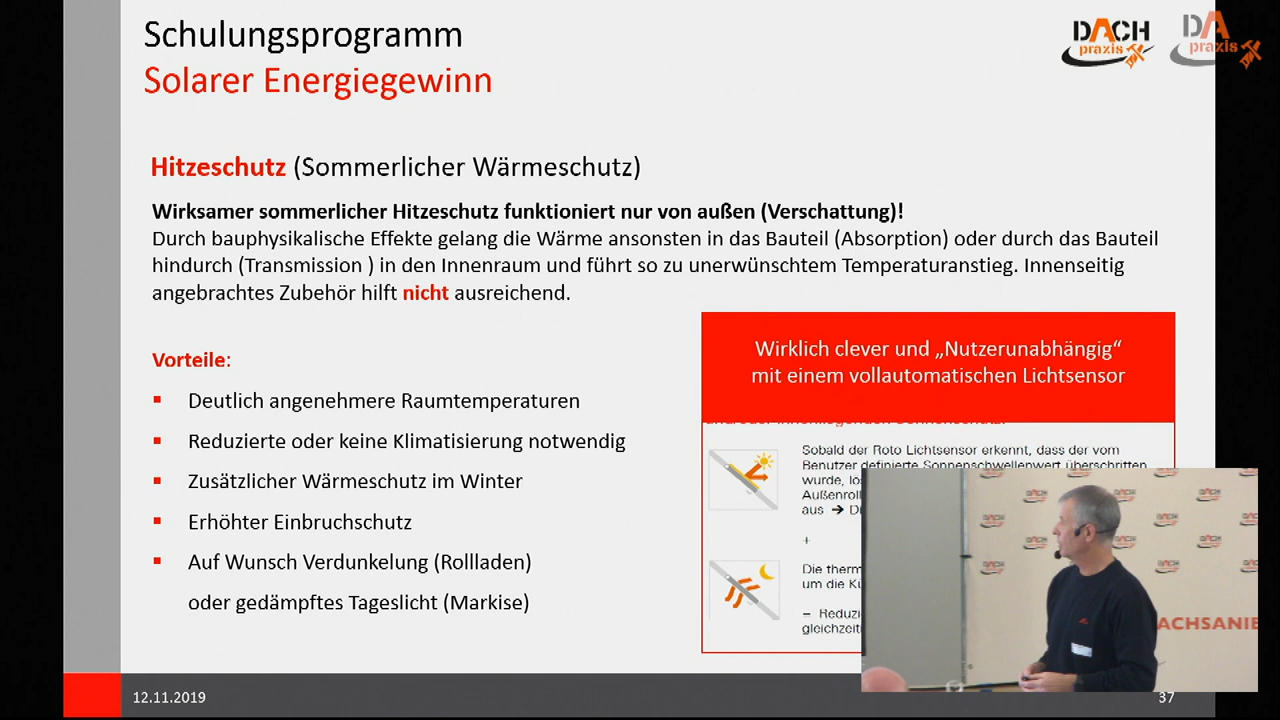 Schulungsprogramm
Solarer Energiegewinn
DACH
praxis
DA
praxis
Hitzeschutz (Sommerlicher Wärmeschutz)
Wirksamer sommerlicher Hitzeschutz funktioniert nur von außen (Verschattung)!
Durch bauphysikalische Effekte gelang die Wärme ansonsten in das Bauteil (Absorption) oder durch das Bauteil
hindurch (Transmission ) in den Innenraum und führt so zu unerwünschtem Temperaturanstieg. Innenseitig
angebrachtes Zubehör hilft nicht ausreichend.
Vorteile:
▪ Deutlich angenehmere Raumtemperaturen
▪ Reduzierte oder keine Klimatisierung notwendig
▪ Zusätzlicher Wärmeschutz im Winter
▪ Erhöhter Einbruchschutz
▪ Auf Wunsch Verdunkelung (Rollladen)
oder gedämpftes Tageslicht (Markise)
Wirklich clever und „Nutzerunabhängig“
mit einem vollautomatischen Lichtsensor
Sobald der Roto Lichtsensor erkennt, dass der vom
Benutzer definierte Sonnenschwellenwert überschritten
wurde, lö
Außenroll
aus ➔ Di
+
Die therm
um die Kü
– Reduzi
gleichzeit
DACH
ACHSANIE
12.11.2019
37